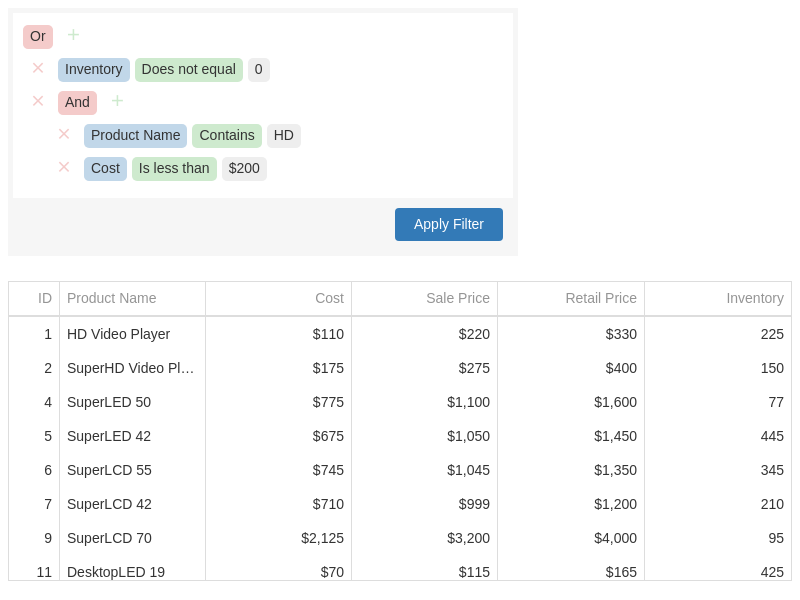 Or +
× Inventory Does not equal 0
× And +
× Product Name Contains HD
× Cost Is less than $200
Apply Filter
ID Product Name Cost Sale Price Retail Price Inventory
1 HD Video Player $110 $220 $330 225
2 SuperHD Video Pl… $175 $275 $400 150
4 SuperLED 50 $775 $1,100 $1,600 77
5 SuperLED 42 $675 $1,050 $1,450 445
6 SuperLCD 55 $745 $1,045 $1,350 345
7 SuperLCD 42 $710 $999 $1,200 210
9 SuperLCD 70 $2,125 $3,200 $4,000 95
11 DesktopLED 19 $70 $115 $165 425